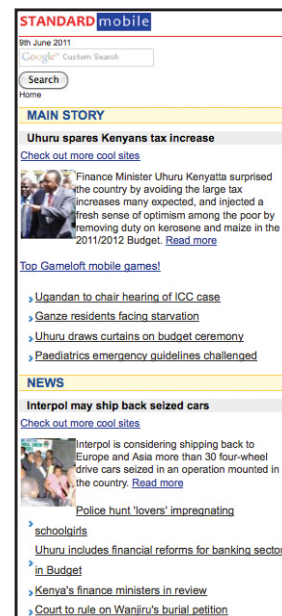 STANDARD mobile
9th June 2011
Google™ Custom Search
Search
Home
MAIN STORY
Uhuru spares Kenyans tax increase
Check out more cool sites
Finance Minister Uhuru Kenyatta surprised
the country by avoiding the large tax
increases many expected, and injected a
fresh sense of optimism among the poor by
removing duty on kerosene and maize in the
2011/2012 Budget. Read more
Top Gameloft mobile games!
Ugandan to chair hearing of ICC case
Ganze residents facing starvation
Uhuru draws curtains on budget ceremony
Paediatrics emergency guidelines challenged
NEWS
Interpol may ship back seized cars
Check out more cool sites
Interpol is considering shipping back to
Europe and Asia more than 30 four-wheel
drive cars seized in an operation mounted in
the country. Read more
Police hunt 'lovers' impregnating
schoolgirls
Uhuru includes financial reforms for banking sector
in Budget
Kenya's finance ministers in review
Court to rule on Wanjiru's burial petition